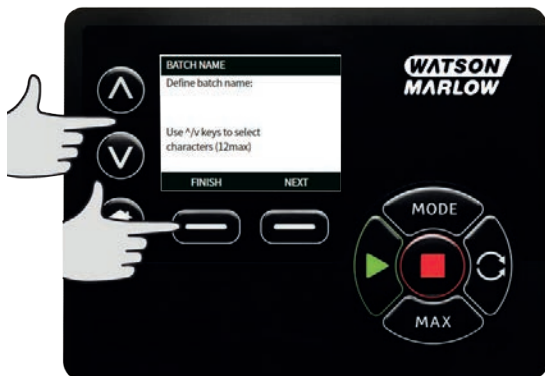 BATCH NAME
Define batch name:
Use ^/v keys to select
characters (12max)
FINISH NEXT
WATSON
MARLOW
MODE
MAX